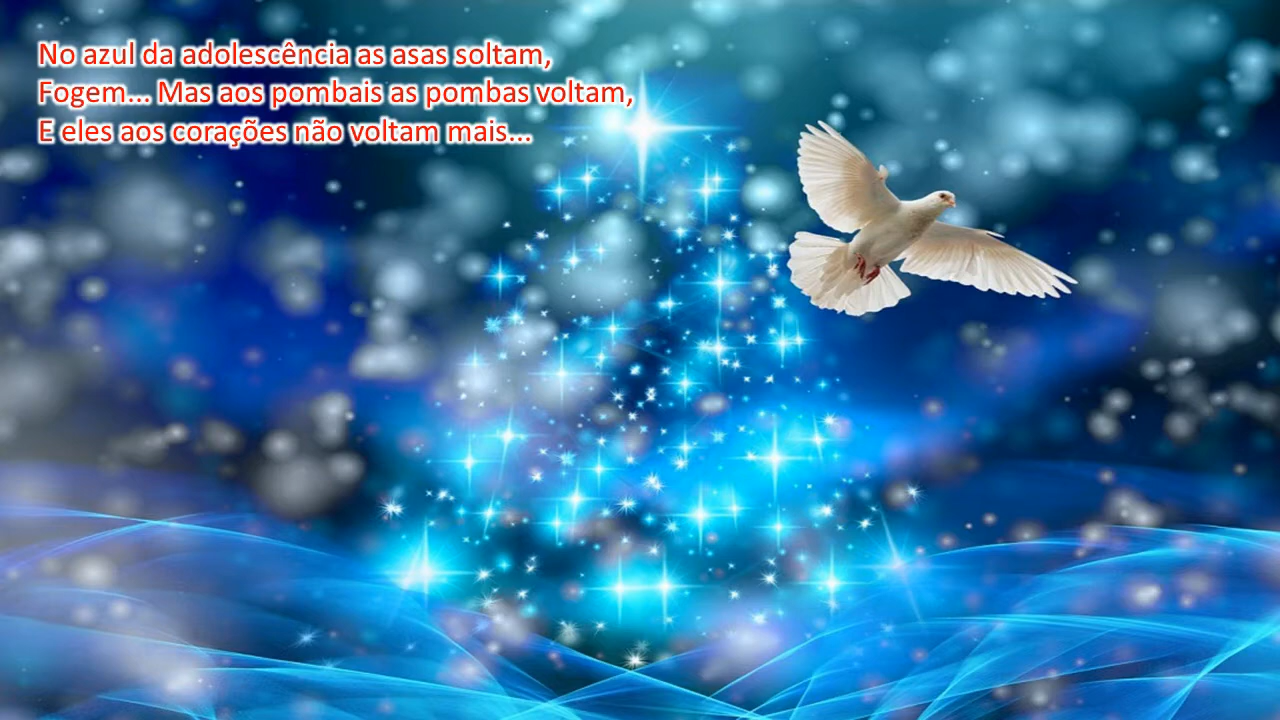 No azul da adolescência as asas soltam,
Fogem... Mas aos pombais as pombas voltam,
E eles aos corações não voltam mais...